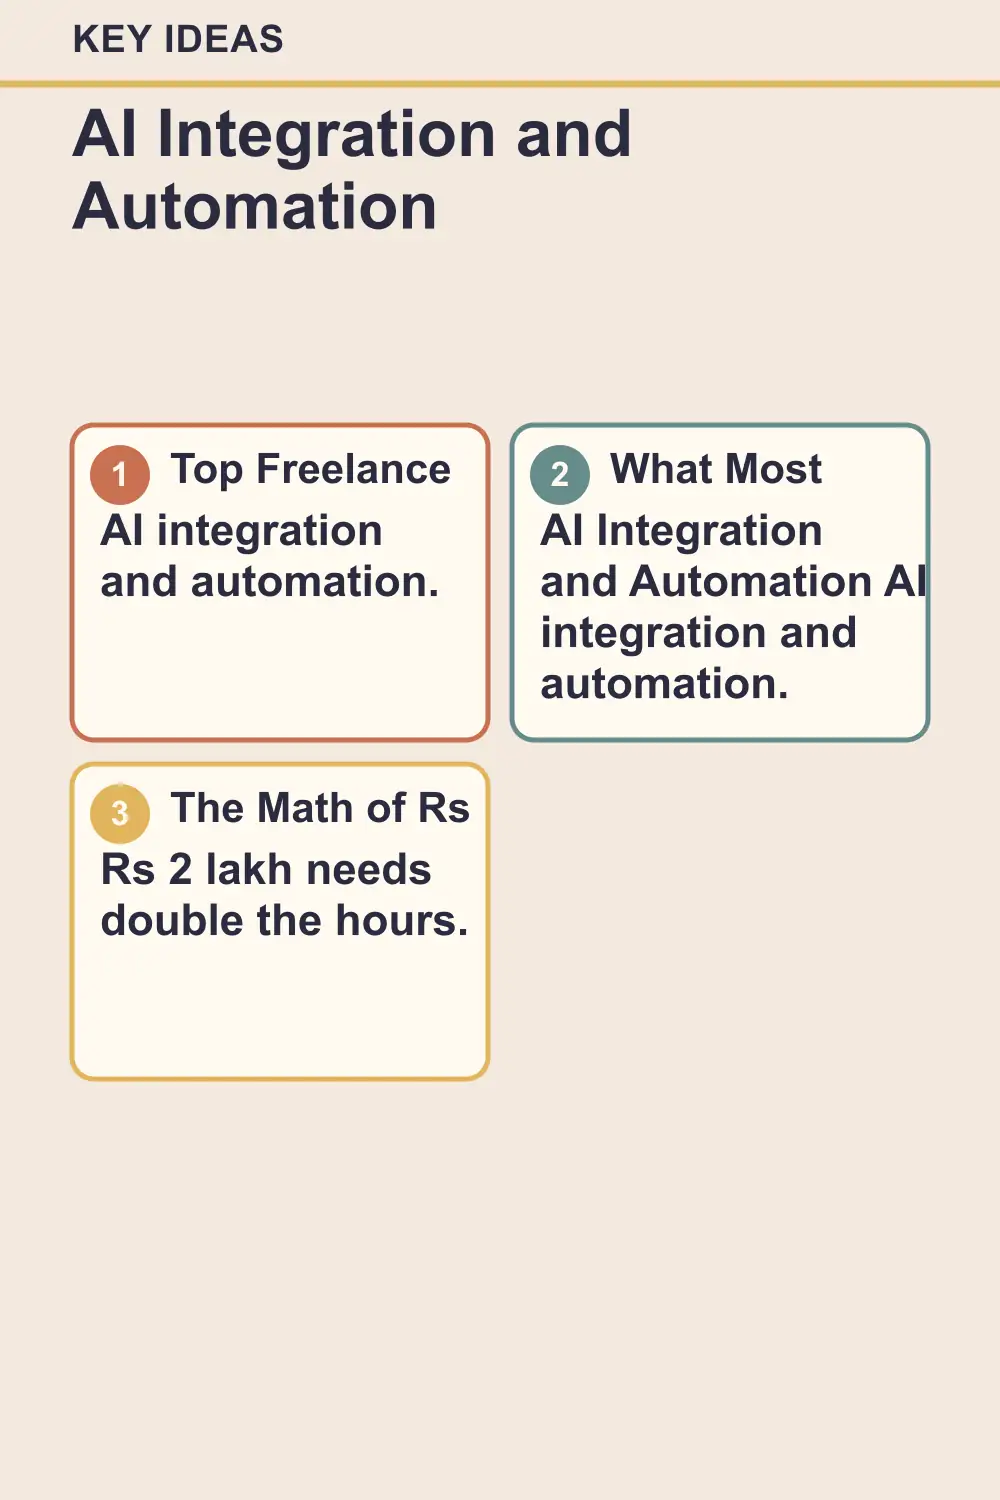 KEY IDEAS
AI Integration and
Automation
1 Top Freelance
AI integration
and automation.
2 What Most
AI Integration
and Automation AI
integration and
automation.
3 The Math of Rs
Rs 2 lakh needs
double the hours.